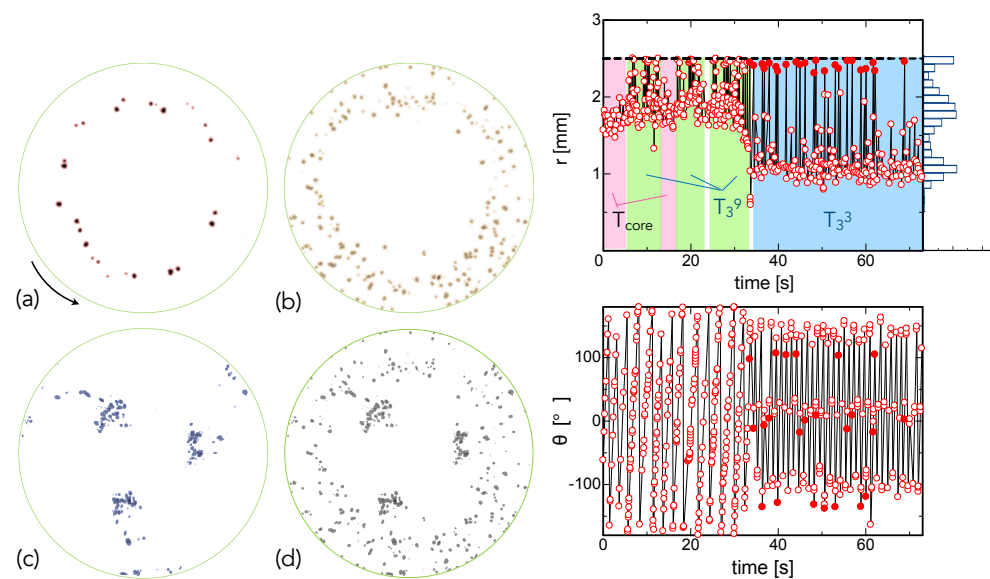 (a)
(b)
(c)
(d)
3
2
1
0
r [mm]
T_core
T_3^9
T_3^3
0 20 40 60
time [s]
100
0
-100
θ [°]
0 20 40 60
time [s]